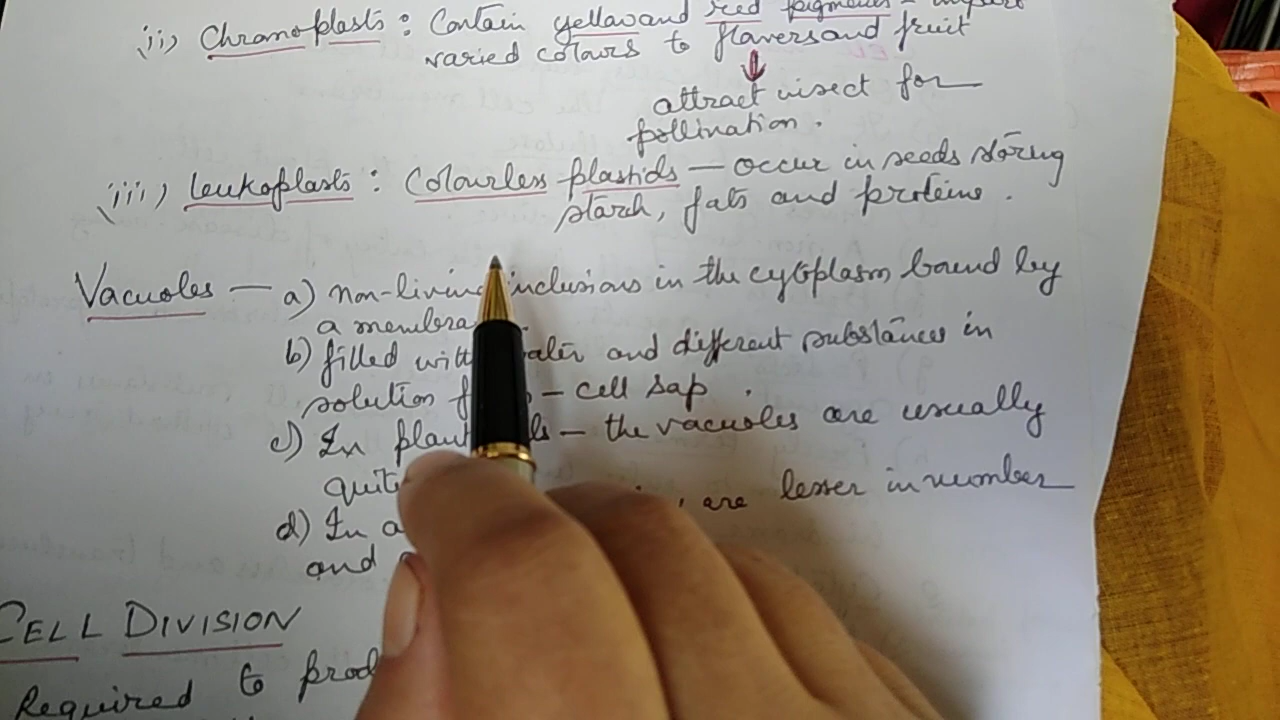 (ii) Chromoplasts : Contain yellow and red pigments -
varied colours to flowers and fruit
attract insect for
pollination .
(iii) Leukoplasts : Colourless plastids — occur in seeds storing
starch, fats and proteins .
Vacuoles — a) non-living inclusions in the cytoplasm bound by
a
b) filled and different substances in
solution — cell sap .
c) In plant — the vacuoles are usually
quite
d) In , are lesser in number
and
CELL DIVISION
Required to